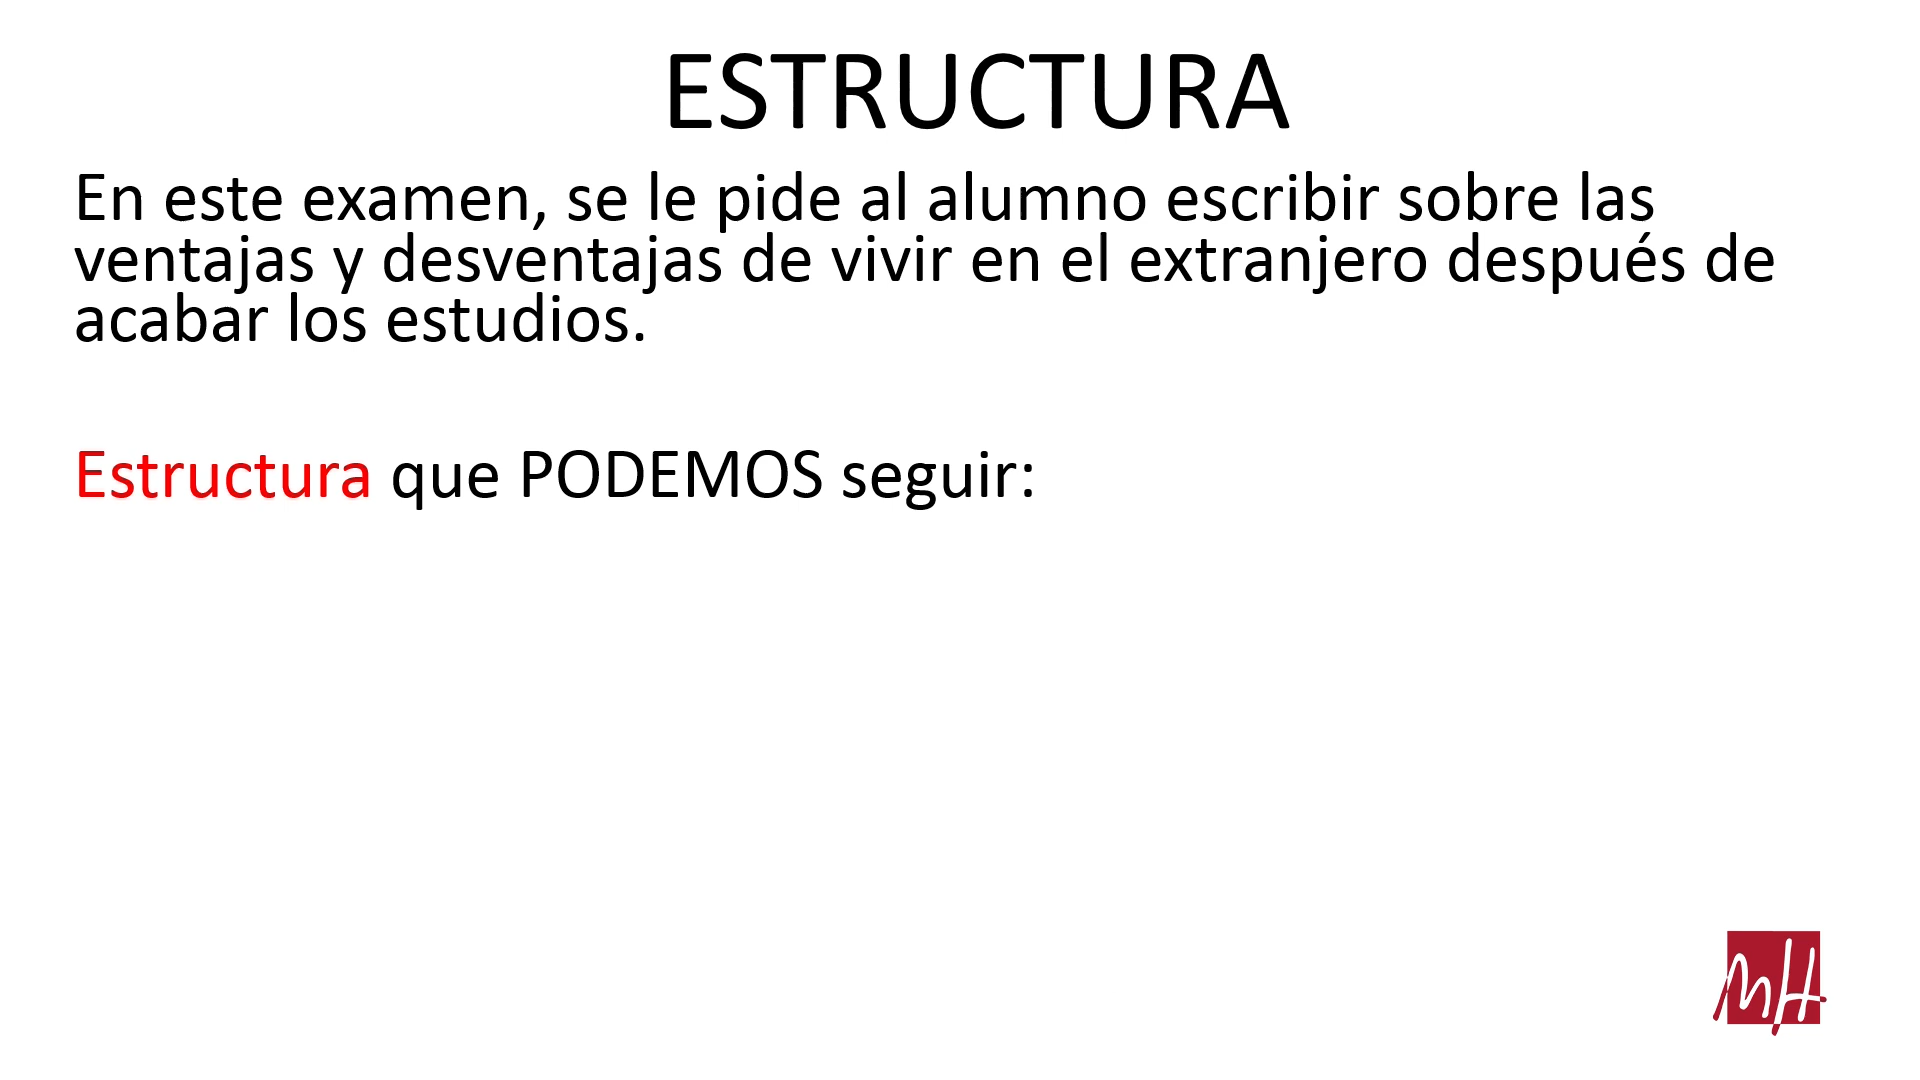 ESTRUCTURA
En este examen, se le pide al alumno escribir sobre las
ventajas y desventajas de vivir en el extranjero después de
acabar los estudios.
Estructura que PODEMOS seguir:
MH